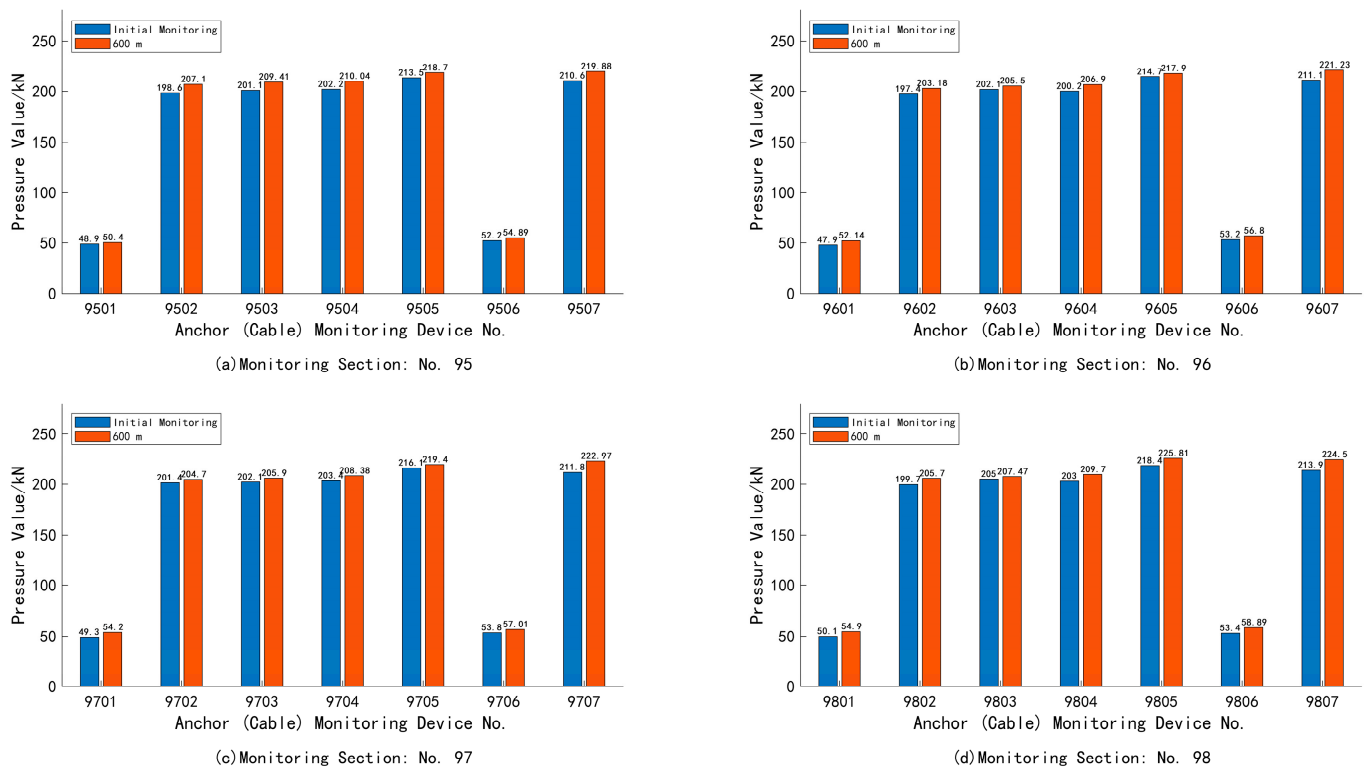 Initial Monitoring
600 m
Pressure Value/kN
250
200
150
100
50
0
48.9 50.4 198.6 207.1 201.1 209.41 202.2 210.04 213.5 218.7 52.2 54.89 210.6 219.88
9501 9502 9503 9504 9505 9506 9507
Anchor (Cable) Monitoring Device No.
(a)Monitoring Section: No. 95
Initial Monitoring
600 m
Pressure Value/kN
250
200
150
100
50
0
47.9 52.14 197.4 203.18 202.1 205.5 200.2 206.9 214.7 217.9 53.2 56.8 211.1 221.23
9601 9602 9603 9604 9605 9606 9607
Anchor (Cable) Monitoring Device No.
(b)Monitoring Section: No. 96
Initial Monitoring
600 m
Pressure Value/kN
250
200
150
100
50
0
49.3 54.2 201.4 204.7 202.1 205.9 203.4 208.38 216.1 219.4 53.8 57.01 211.8 222.97
9701 9702 9703 9704 9705 9706 9707
Anchor (Cable) Monitoring Device No.
(c)Monitoring Section: No. 97
Initial Monitoring
600 m
Pressure Value/kN
250
200
150
100
50
0
50.1 54.9 199.7 205.7 205 207.47 203 209.7 218.4 225.81 53.4 58.89 213.9 224.5
9801 9802 9803 9804 9805 9806 9807
Anchor (Cable) Monitoring Device No.
(d)Monitoring Section: No. 98